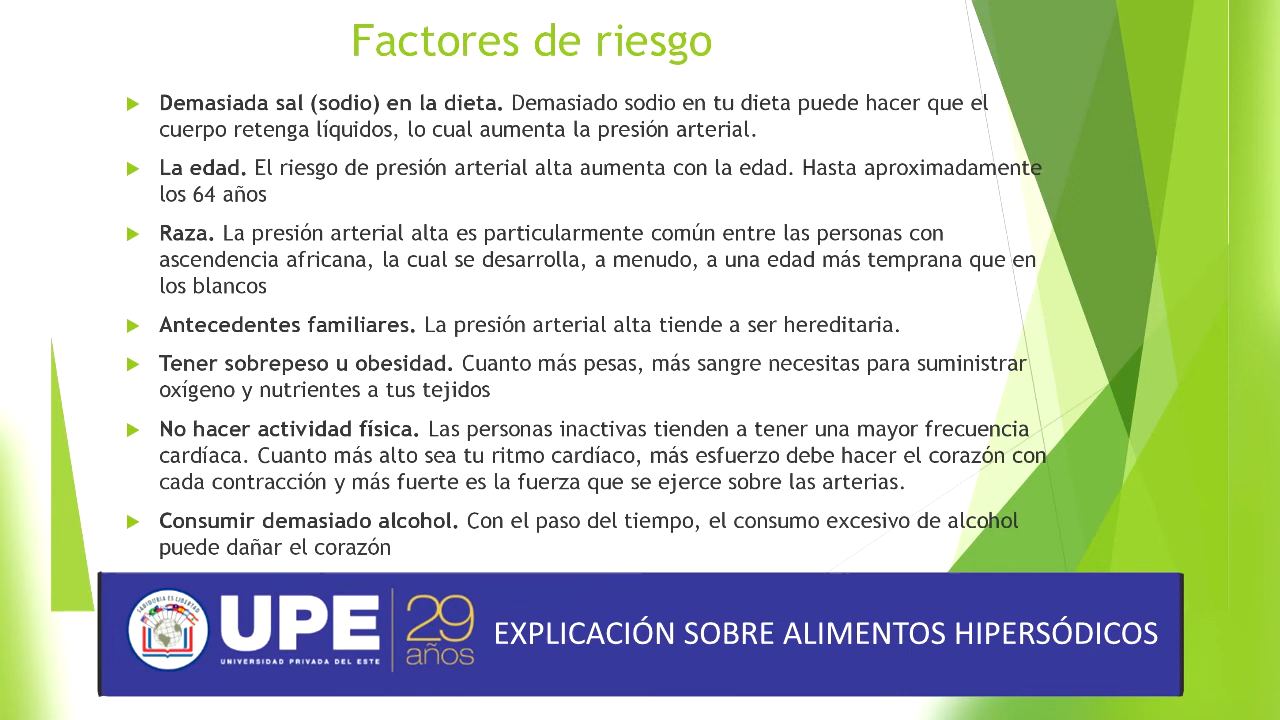 Factores de riesgo
Demasiada sal (sodio) en la dieta. Demasiado sodio en tu dieta puede hacer que el
cuerpo retenga líquidos, lo cual aumenta la presión arterial.
La edad. El riesgo de presión arterial alta aumenta con la edad. Hasta aproximadamente
los 64 años
Raza. La presión arterial alta es particularmente común entre las personas con
ascendencia africana, la cual se desarrolla, a menudo, a una edad más temprana que en
los blancos
Antecedentes familiares. La presión arterial alta tiende a ser hereditaria.
Tener sobrepeso u obesidad. Cuanto más pesas, más sangre necesitas para suministrar
oxígeno y nutrientes a tus tejidos
No hacer actividad física. Las personas inactivas tienden a tener una mayor frecuencia
cardíaca. Cuanto más alto sea tu ritmo cardíaco, más esfuerzo debe hacer el corazón con
cada contracción y más fuerte es la fuerza que se ejerce sobre las arterias.
Consumir demasiado alcohol. Con el paso del tiempo, el consumo excesivo de alcohol
puede dañar el corazón
SABIDURIA ES LIBERTAD
UPE
UNIVERSIDAD PRIVADA DEL ESTE
29
años
EXPLICACIÓN SOBRE ALIMENTOS HIPERSÓDICOS